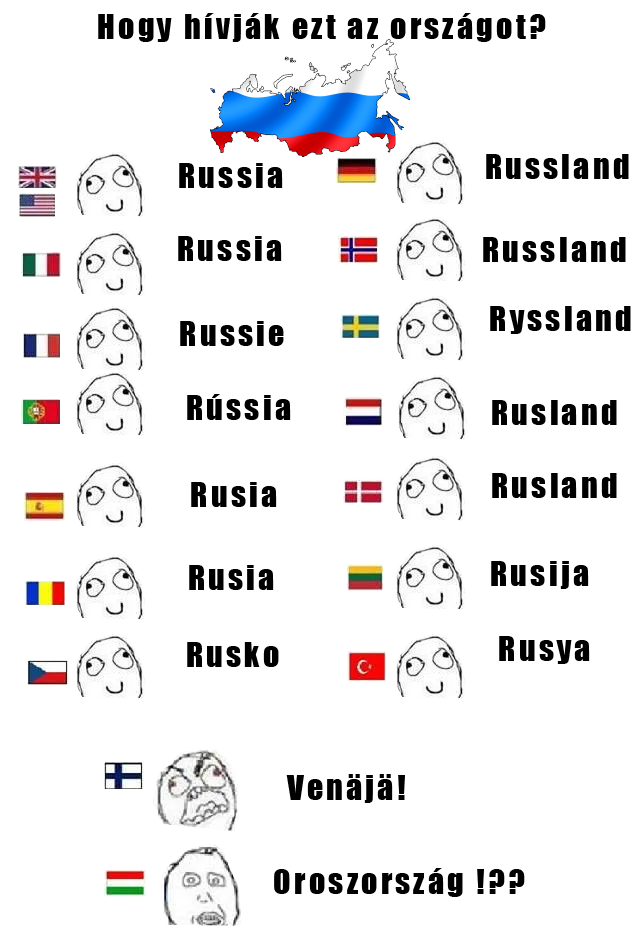 Hogy hívják ezt az országot?
Russia
Russland
Russia
Russland
Russie
Ryssland
Rússia
Rusland
Rusia
Rusland
Rusia
Rusija
Rusko
Rusya
Venäjä!
Oroszország !??